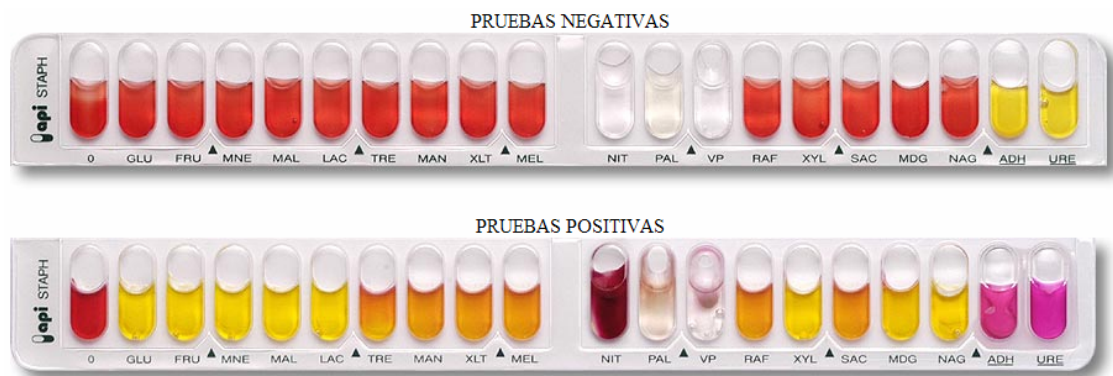 PRUEBAS NEGATIVAS
api STAPH
0 GLU FRU MNE MAL LAC TRE MAN XLT MEL NIT PAL VP RAF XYL SAC MDG NAG ADH URE
PRUEBAS POSITIVAS
api STAPH
0 GLU FRU MNE MAL LAC TRE MAN XLT MEL NIT PAL VP RAF XYL SAC MDG NAG ADH URE